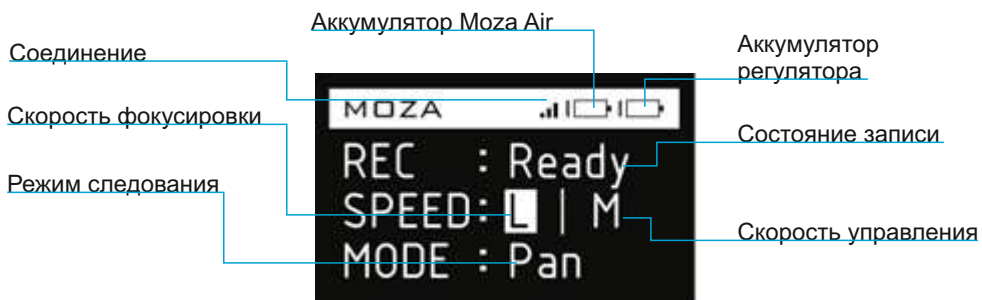 Аккумулятор Moza Air
Соединение
Аккумулятор
регулятора
MOZA
Скорость фокусировки
Состояние записи
REC : Ready
Режим следования
SPEED: L | M
Скорость управления
MODE : Pan